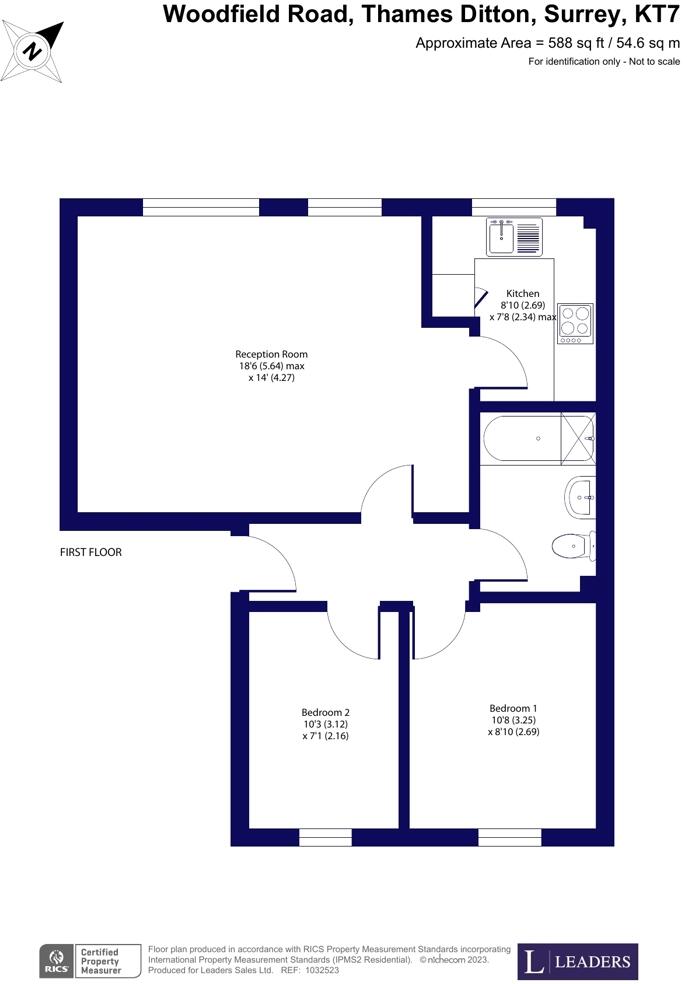 Woodfield Road, Thames Ditton, Surrey, KT7
Approximate Area = 588 sq ft / 54.6 sq m
For identification only - Not to scale
N
Kitchen
8'10 (2.69)
x 7'8 (2.34) max
Reception Room
18'6 (5.64) max
x 14' (4.27)
FIRST FLOOR
Bedroom 2
10'3 (3.12)
x 7'1 (2.16)
Bedroom 1
10'8 (3.25)
x 8'10 (2.69)
RICS
Certified
Property
Measurer
Floor plan produced in accordance with RICS Property Measurement Standards incorporating
International Property Measurement Standards (IPMS2 Residential). © nichecom 2023.
Produced for Leaders Sales Ltd. REF: 1032523
L LEADERS